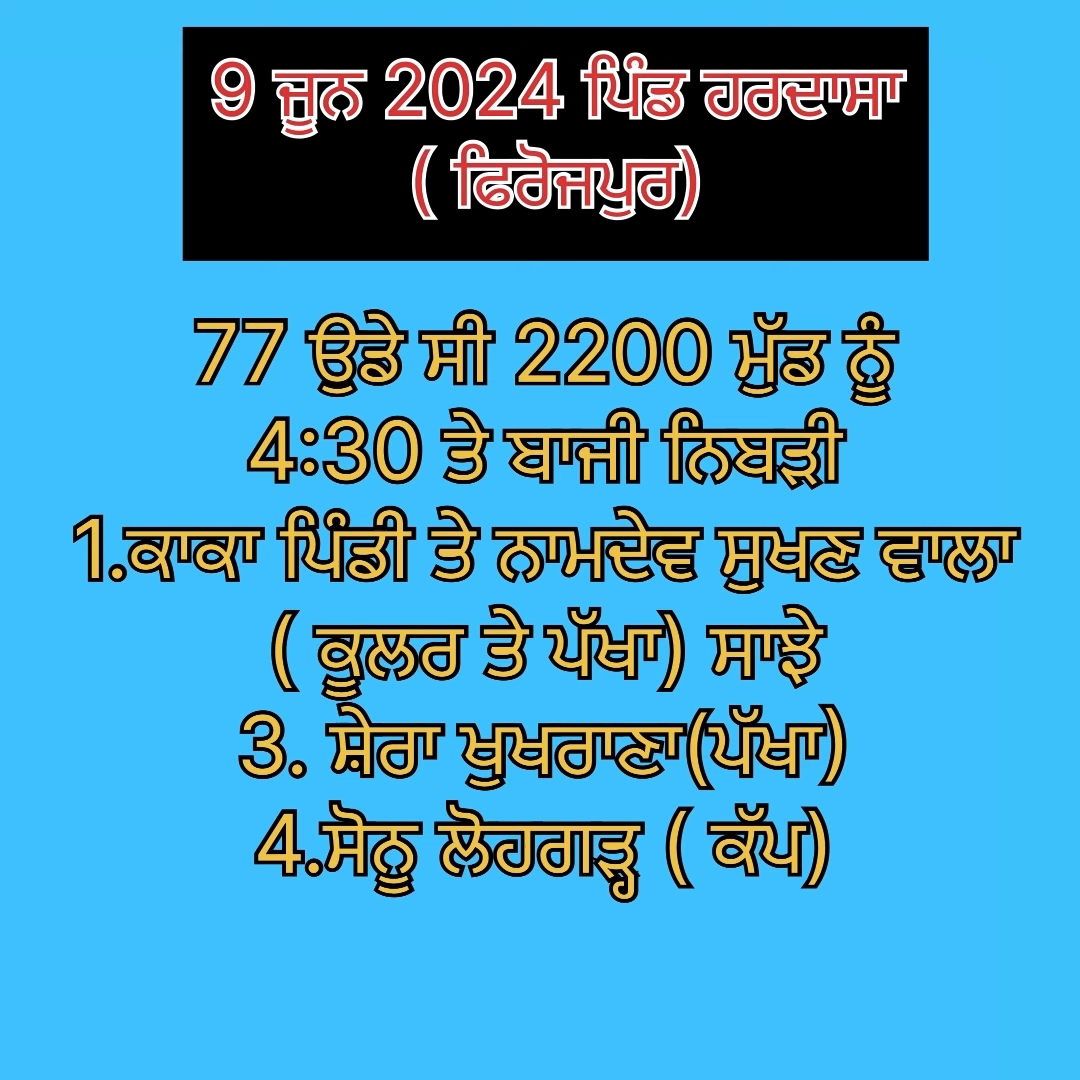 9 ਜੂਨ 2024 ਪਿੰਡ ਹਰਦਾਸਾ
( ਫਿਰੋਜਪੁਰ)
77 ਉਡੇ ਸੀ 2200 ਮੁੱਡ ਨੂੰ
4:30 ਤੇ ਬਾਜੀ ਨਿਬੜੀ
1.ਕਾਕਾ ਪਿੰਡੀ ਤੇ ਨਾਮਦੇਵ ਸੁਖਣ ਵਾਲਾ
( ਕੂਲਰ ਤੇ ਪੱਖਾ) ਸਾਝੇ
3. ਸ਼ੇਰਾ ਖੁਖਰਾਣਾ(ਪੱਖਾ)
4.ਸੋਨੂ ਲੋਹਗੜ੍ਹ ( ਕੱਪ)